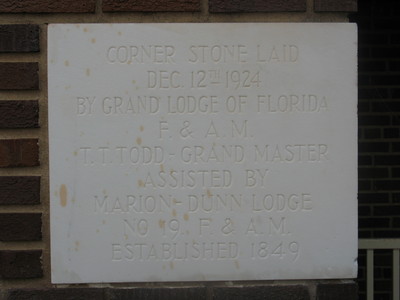 CORNER STONE LAID
DEC. 12TH 1924
BY GRAND LODGE OF FLORIDA
F. & A. M.
T. T. TODD - GRAND MASTER
ASSISTED BY
MARION-DUNN LODGE
NO 19 F. & A. M.
ESTABLISHED 1849